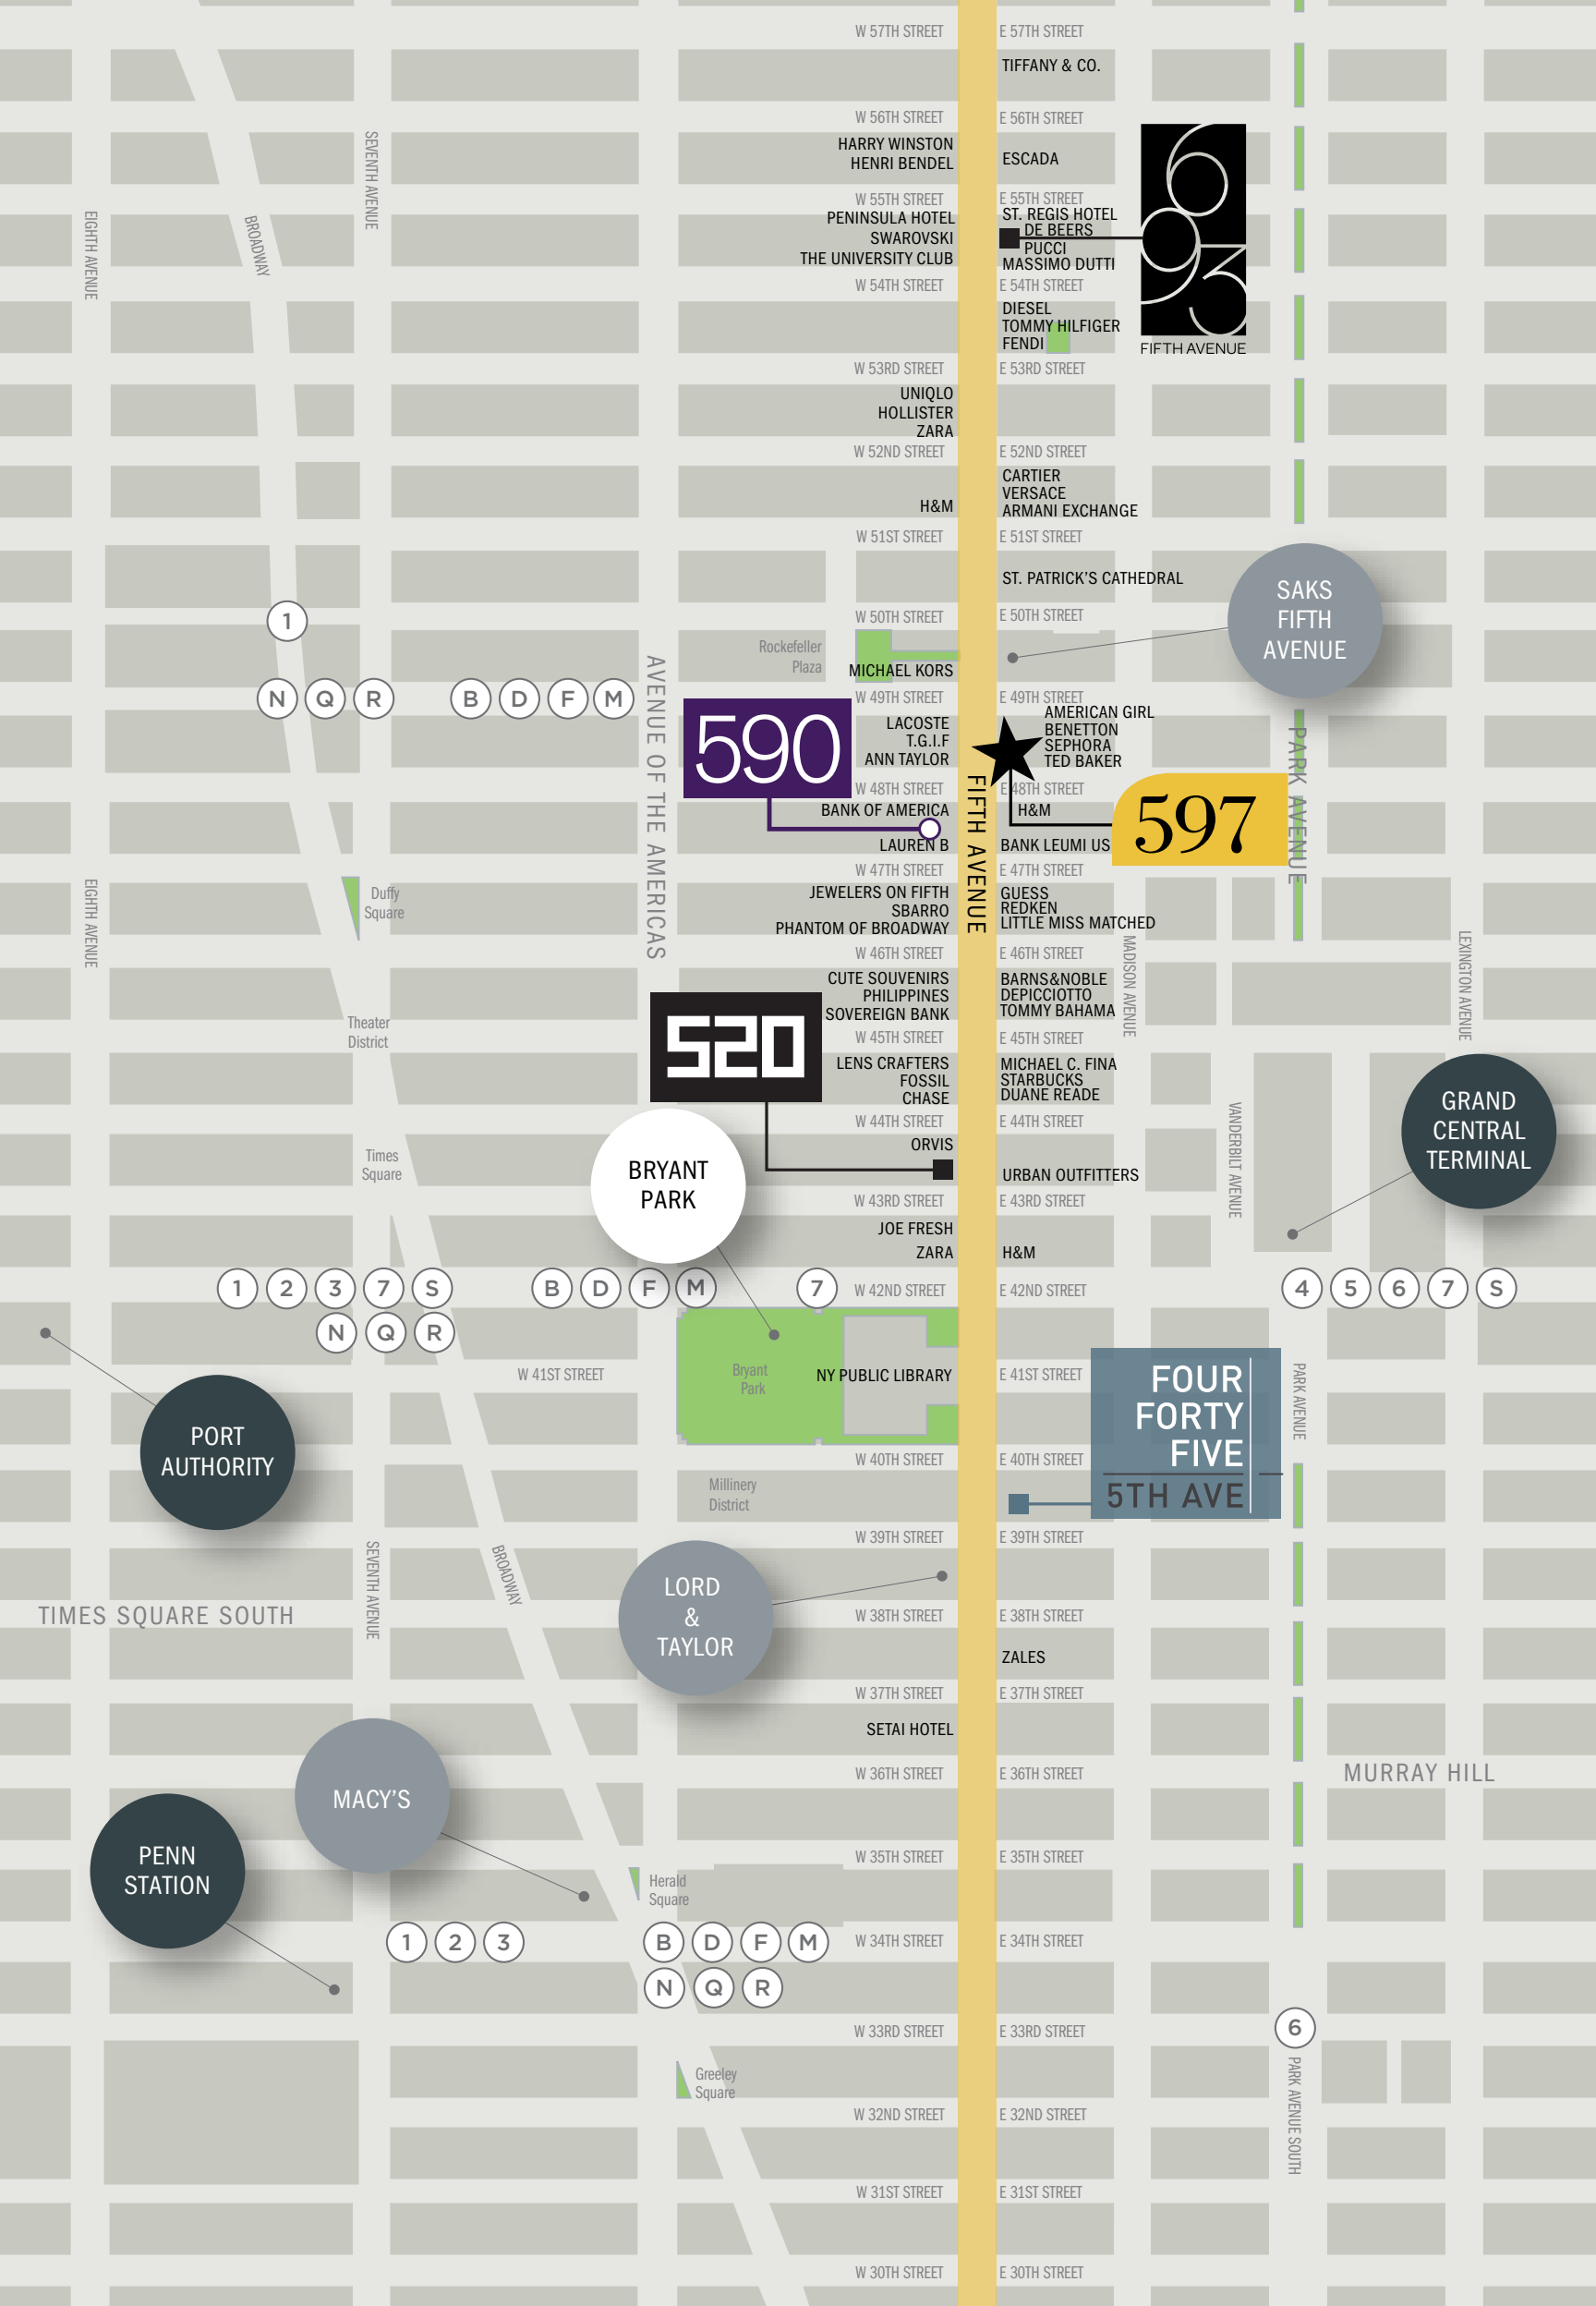 W 57TH STREET
E 57TH STREET
TIFFANY & CO.
W 56TH STREET
E 56TH STREET
HARRY WINSTON
HENRI BENDEL
ESCADA
693
FIFTH AVENUE
W 55TH STREET
E 55TH STREET
PENINSULA HOTEL
SWAROVSKI
THE UNIVERSITY CLUB
ST. REGIS HOTEL
DE BEERS
PUCCI
MASSIMO DUTTI
W 54TH STREET
E 54TH STREET
DIESEL
TOMMY HILFIGER
FENDI
W 53RD STREET
E 53RD STREET
UNIQLO
HOLLISTER
ZARA
W 52ND STREET
E 52ND STREET
H&M
CARTIER
VERSACE
ARMANI EXCHANGE
W 51ST STREET
E 51ST STREET
ST. PATRICK'S CATHEDRAL
SAKS
FIFTH
AVENUE
W 50TH STREET
E 50TH STREET
Rockefeller
Plaza
MICHAEL KORS
W 49TH STREET
E 49TH STREET
EIGHTH AVENUE
BROADWAY
SEVENTH AVENUE
1
N Q R
B D F M
AVENUE OF THE AMERICAS
590
LACOSTE
T.G.I.F
ANN TAYLOR
AMERICAN GIRL
BENETTON
SEPHORA
TED BAKER
W 48TH STREET
E 48TH STREET
FIFTH AVENUE
PARK AVENUE
BANK OF AMERICA
LAUREN B
H&M
BANK LEUMI US
597
W 47TH STREET
E 47TH STREET
EIGHTH AVENUE
Duffy
Square
JEWELERS ON FIFTH
SBARRO
PHANTOM OF BROADWAY
GUESS
REDKEN
LITTLE MISS MATCHED
W 46TH STREET
E 46TH STREET
MADISON AVENUE
LEXINGTON AVENUE
CUTE SOUVENIRS
PHILIPPINES
SOVEREIGN BANK
BARNS&NOBLE
DEPICCIOTTO
TOMMY BAHAMA
Theater
District
520
W 45TH STREET
E 45TH STREET
LENS CRAFTERS
FOSSIL
CHASE
MICHAEL C. FINA
STARBUCKS
DUANE READE
VANDERBILT AVENUE
GRAND
CENTRAL
TERMINAL
W 44TH STREET
E 44TH STREET
Times
Square
BRYANT
PARK
ORVIS
URBAN OUTFITTERS
W 43RD STREET
E 43RD STREET
JOE FRESH
ZARA
H&M
1 2 3 7 S
N Q R
B D F M
7
W 42ND STREET
E 42ND STREET
4 5 6 7 S
W 41ST STREET
Bryant
Park
NY PUBLIC LIBRARY
E 41ST STREET
FOUR
FORTY
FIVE
5TH AVE
PARK AVENUE
PORT
AUTHORITY
W 40TH STREET
E 40TH STREET
Millinery
District
W 39TH STREET
E 39TH STREET
SEVENTH AVENUE
BROADWAY
LORD
&
TAYLOR
TIMES SQUARE SOUTH
W 38TH STREET
E 38TH STREET
ZALES
W 37TH STREET
E 37TH STREET
SETAI HOTEL
W 36TH STREET
E 36TH STREET
MURRAY HILL
MACY'S
PENN
STATION
W 35TH STREET
E 35TH STREET
Herald
Square
1 2 3
B D F M
N Q R
W 34TH STREET
E 34TH STREET
W 33RD STREET
E 33RD STREET
6
PARK AVENUE SOUTH
Greeley
Square
W 32ND STREET
E 32ND STREET
W 31ST STREET
E 31ST STREET
W 30TH STREET
E 30TH STREET